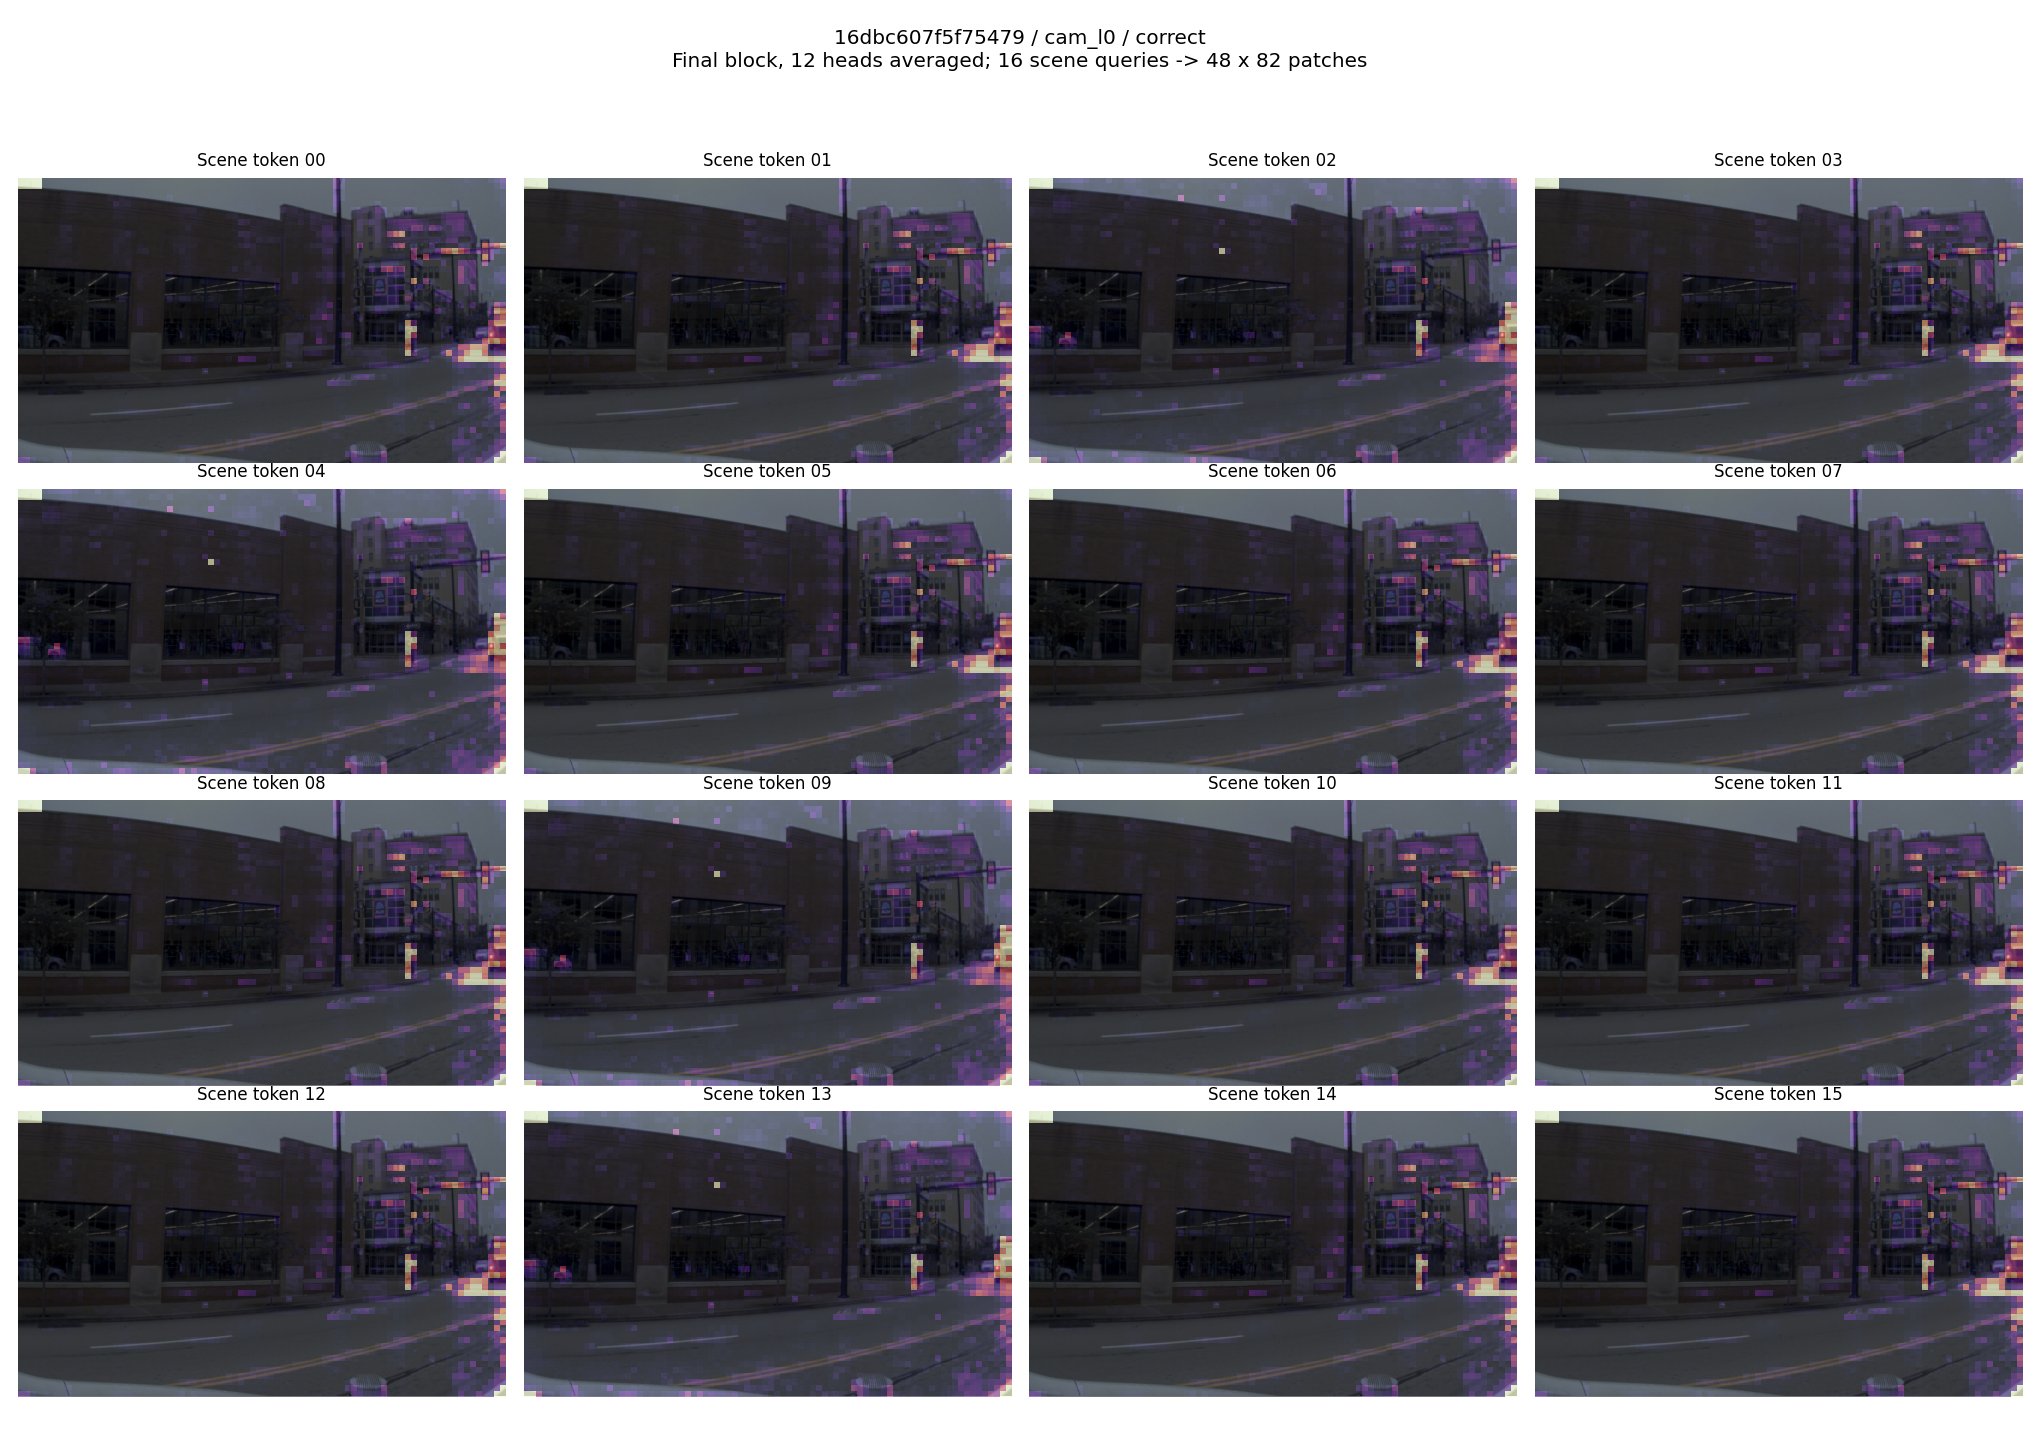 16dbc607f5f75479 / cam_l0 / correct
Final block, 12 heads averaged; 16 scene queries -> 48 x 82 patches
Scene token 00
Scene token 01
Scene token 02
Scene token 03
Scene token 04
Scene token 05
Scene token 06
Scene token 07
Scene token 08
Scene token 09
Scene token 10
Scene token 11
Scene token 12
Scene token 13
Scene token 14
Scene token 15